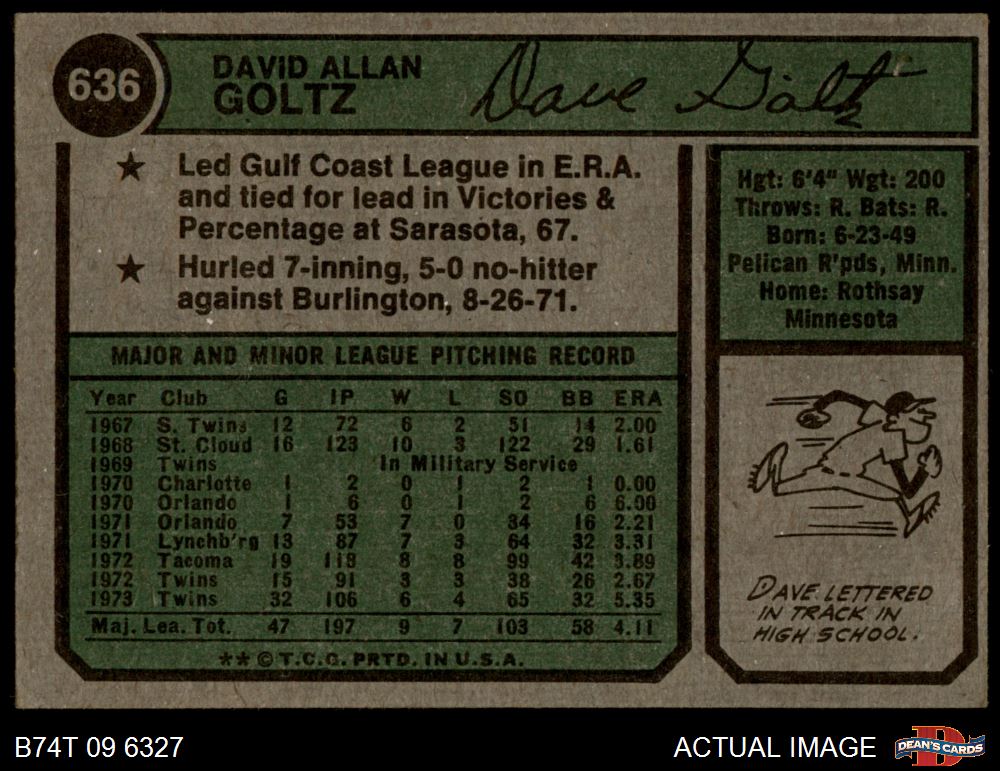 636
DAVID ALLAN
GOLTZ
Dave Goltz
★ Led Gulf Coast League in E.R.A.
and tied for lead in Victories &
Percentage at Sarasota, 67.
★ Hurled 7-inning, 5-0 no-hitter
against Burlington, 8-26-71.
Hgt: 6'4" Wgt: 200
Throws: R. Bats: R.
Born: 6-23-49
Pelican R'pds, Minn.
Home: Rothsay
Minnesota
MAJOR AND MINOR LEAGUE PITCHING RECORD
Year Club G IP W L SO BB ERA
1967 S. Twins 12 72 6 2 51 14 2.00
1968 St. Cloud 16 123 10 3 122 29 1.61
1969 Twins In Military Service
1970 Charlotte 1 2 0 1 2 1 0.00
1970 Orlando 1 6 0 1 2 6 6.00
1971 Orlando 7 53 7 0 34 16 2.21
1971 Lynchb'rg 13 87 7 3 64 32 3.31
1972 Tacoma 19 118 8 8 99 42 3.89
1972 Twins 15 91 3 3 38 26 2.67
1973 Twins 32 106 6 4 65 32 5.35
Maj. Lea. Tot. 47 197 9 7 103 58 4.11
** © T.C.G. PRTD. IN U.S.A.
DAVE LETTERED
IN TRACK IN
HIGH SCHOOL.
B74T 09 6327
ACTUAL IMAGE
D
DEAN'S CARDS